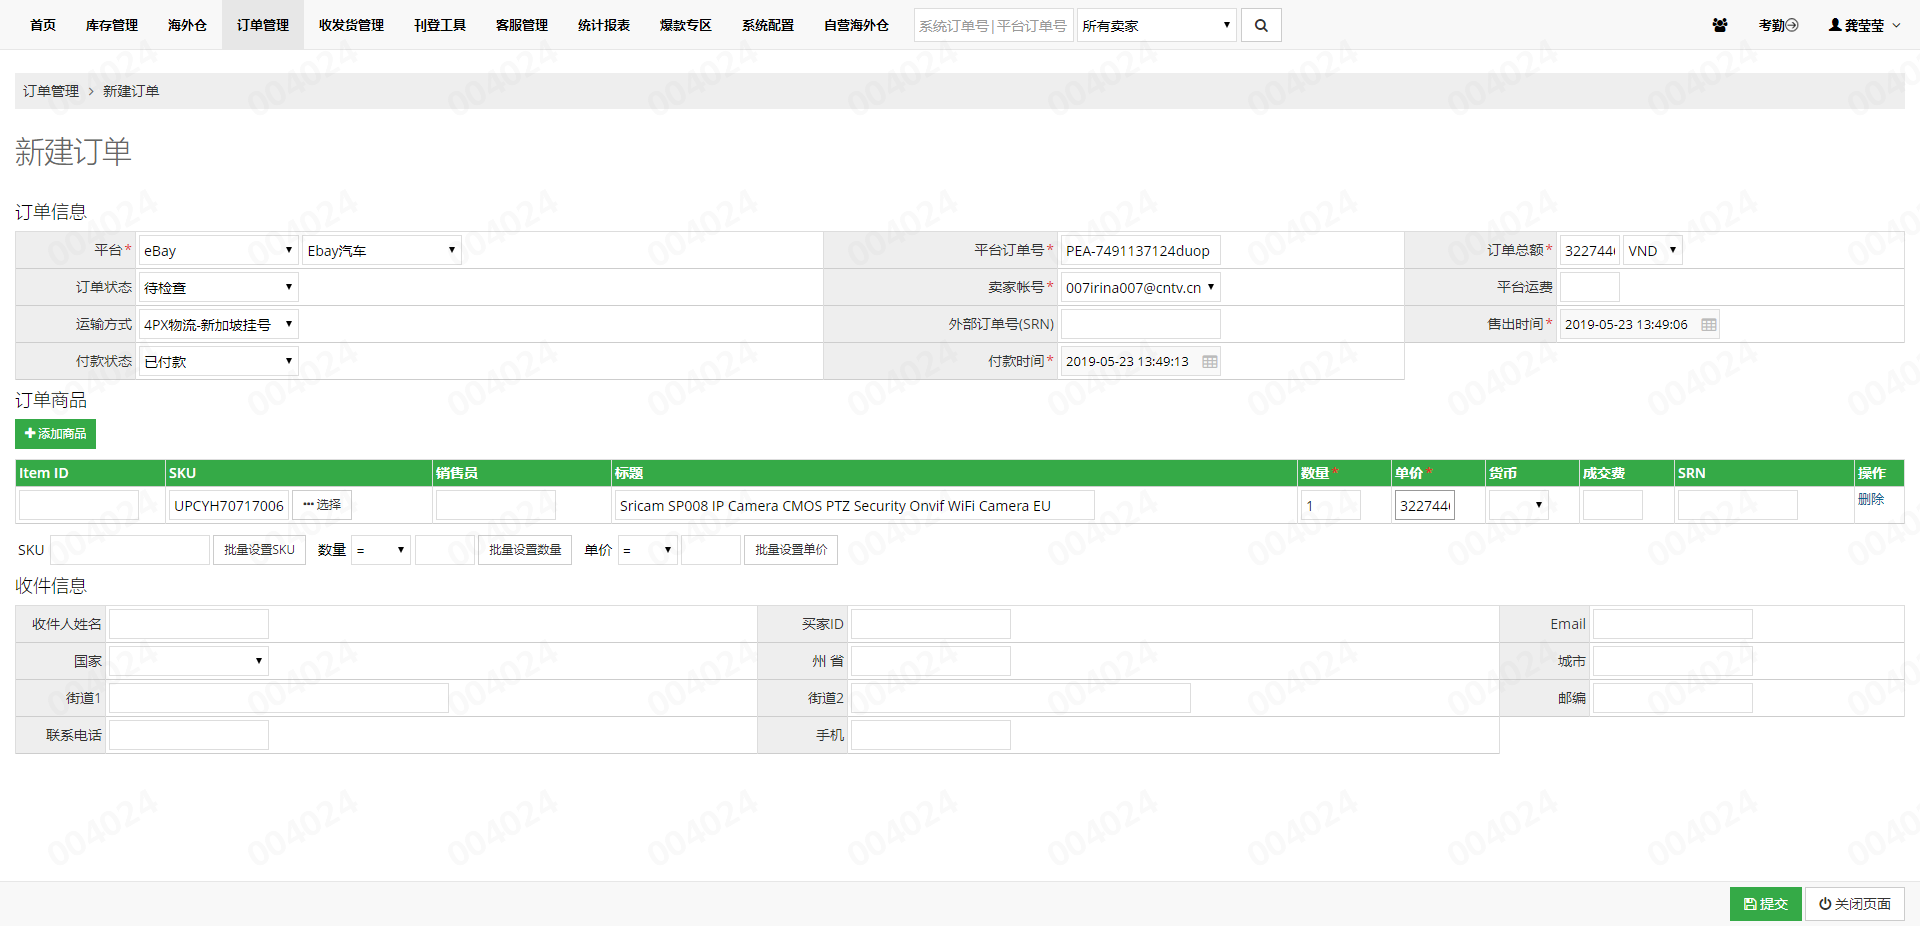 首页 库存管理 海外仓 订单管理 收发货管理 刊登工具 客服管理 统计报表 爆款专区 系统配置 自营海外仓 系统订单号|平台订单号 所有卖家 考勤 龚莹莹
订单管理 > 新建订单
新建订单
订单信息
平台* eBay Ebay汽车 平台订单号* PEA-7491137124duop 订单总额* 322744 VND
订单状态 待检查 卖家帐号* 007irina007@cntv.cn 平台运费
运输方式 4PX物流-新加坡挂号 外部订单号(SRN) 售出时间* 2019-05-23 13:49:06
付款状态 已付款 付款时间* 2019-05-23 13:49:13
订单商品
添加商品
Item ID SKU 销售员 标题 数量* 单价* 货币 成交费 SRN 操作
UPCYH70717006 选择 Sricam SP008 IP Camera CMOS PTZ Security Onvif WiFi Camera EU 1 322744 删除
SKU 批量设置SKU 数量 = 批量设置数量 单价 = 批量设置单价
收件信息
收件人姓名 买家ID Email
国家 州 省 城市
街道1 街道2 邮编
联系电话 手机
提交 关闭页面
004024